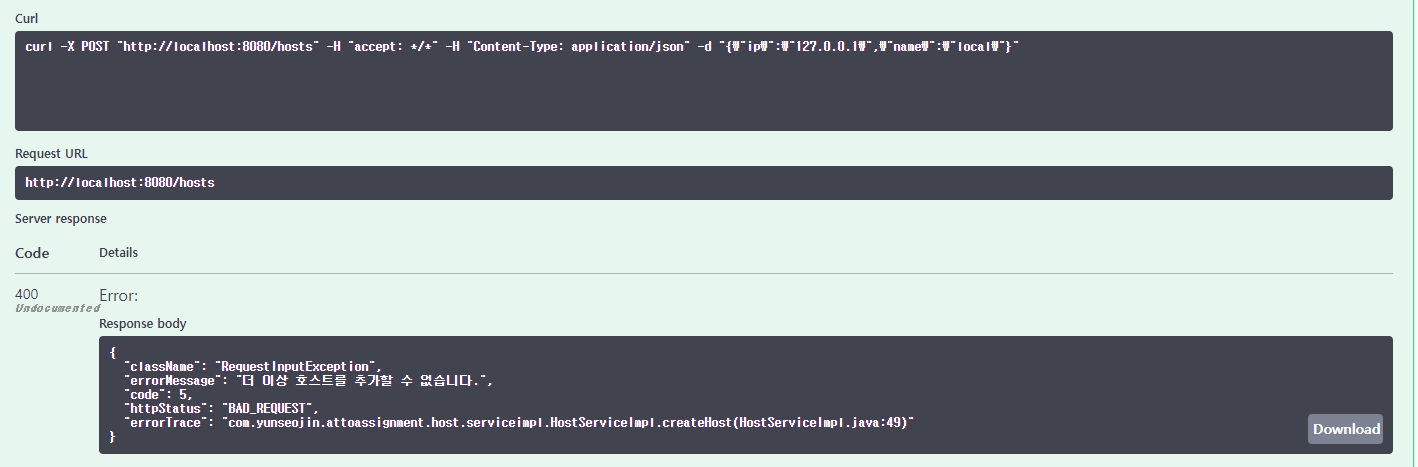 Curl
curl -X POST "http://localhost:8080/hosts" -H "accept: */*" -H "Content-Type: application/json" -d "{₩"ip₩":₩"127.0.0.1₩",₩"name₩":₩"local₩"}"
Request URL
http://localhost:8080/hosts
Server response
Code Details
400 Error:
Undocumented
Response body
{
"className": "RequestInputException",
"errorMessage": "더 이상 호스트를 추가할 수 없습니다.",
"code": 5,
"httpStatus": "BAD_REQUEST",
"errorTrace": "com.yunseojin.attoassignment.host.serviceimpl.HostServiceImpl.createHost(HostServiceImpl.java:49)"
}
Download